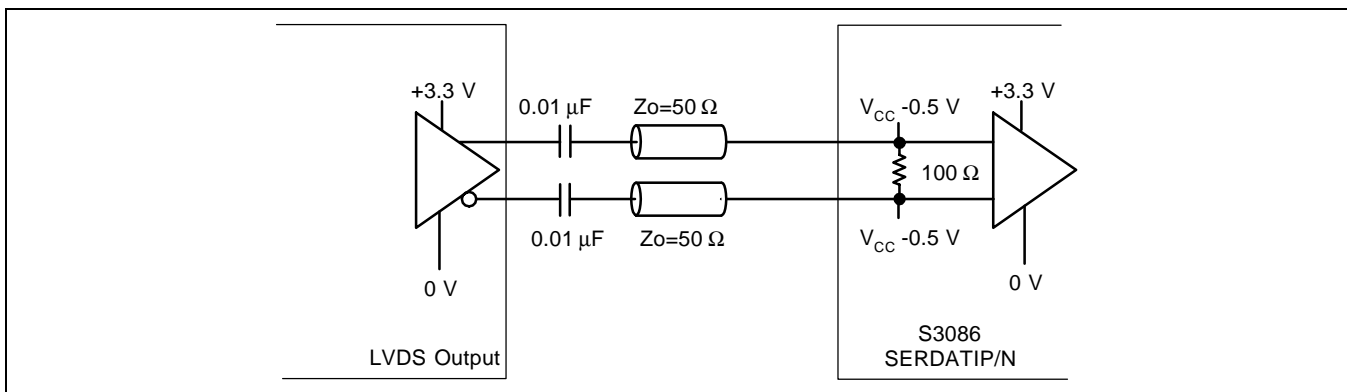 +3.3 V
0.01 μF
Zo=50 Ω
V_CC -0.5 V
+3.3 V
100 Ω
0.01 μF
Zo=50 Ω
V_CC -0.5 V
0 V
0 V
LVDS Output
S3086
SERDATIP/N